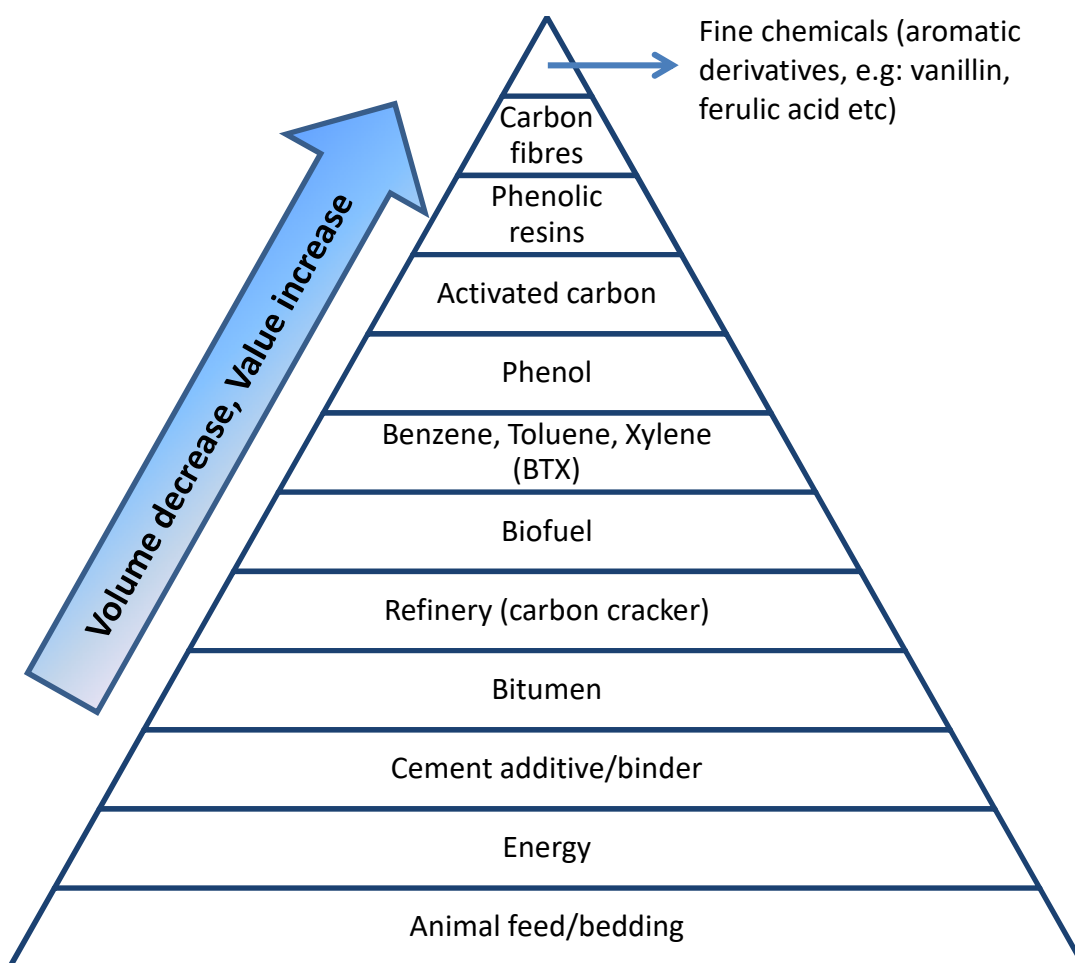 Fine chemicals (aromatic
derivatives, e.g: vanillin,
ferulic acid etc)
Carbon
fibres
Phenolic
resins
Activated carbon
Phenol
Benzene, Toluene, Xylene
(BTX)
Biofuel
Refinery (carbon cracker)
Bitumen
Cement additive/binder
Energy
Animal feed/bedding
Volume decrease, Value increase